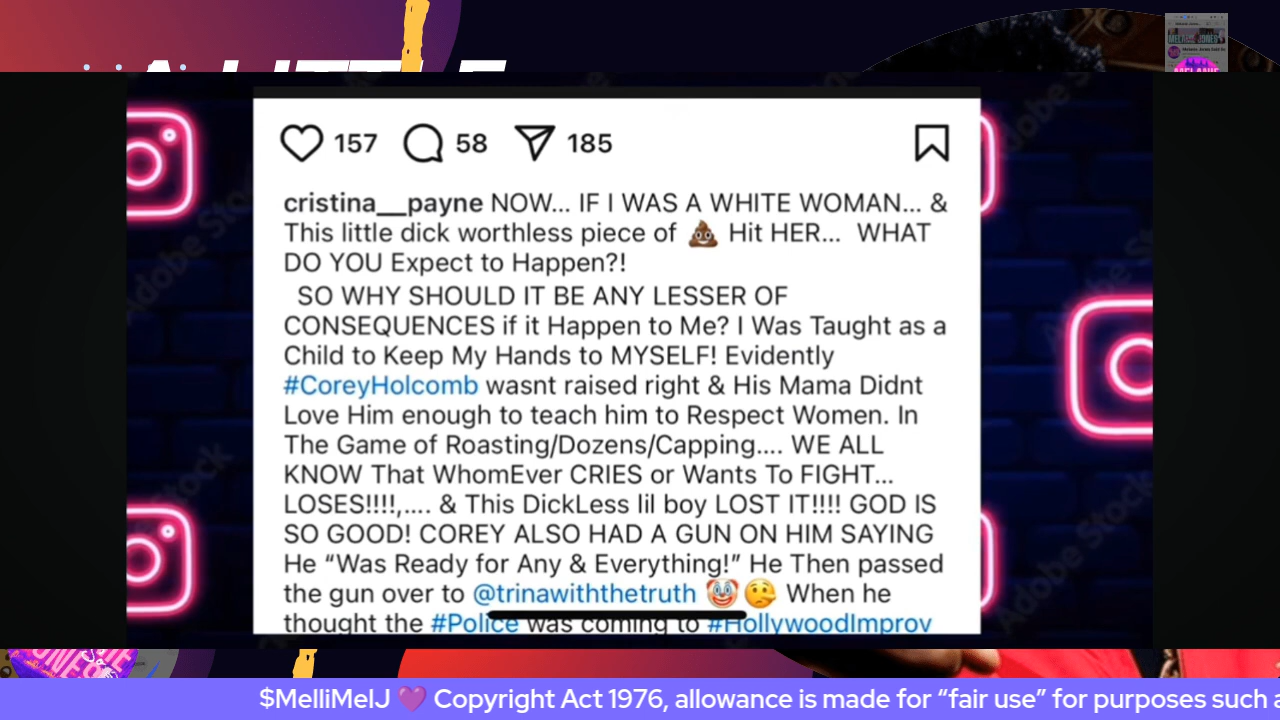 A LITTLE
MELANIE JONES
157 58 185
cristina__payne NOW... IF I WAS A WHITE WOMAN... &
This little dick worthless piece of 💩 Hit HER... WHAT
DO YOU Expect to Happen?!
SO WHY SHOULD IT BE ANY LESSER OF
CONSEQUENCES if it Happen to Me? I Was Taught as a
Child to Keep My Hands to MYSELF! Evidently
#CoreyHolcomb wasnt raised right & His Mama Didnt
Love Him enough to teach him to Respect Women. In
The Game of Roasting/Dozens/Capping.... WE ALL
KNOW That WhomEver CRIES or Wants To FIGHT...
LOSES!!!!,.... & This DickLess lil boy LOST IT!!!! GOD IS
SO GOOD! COREY ALSO HAD A GUN ON HIM SAYING
He “Was Ready for Any & Everything!” He Then passed
the gun over to @trinawiththetruth 🤡🤥 When he
thought the #Police was coming to #HollywoodImprov
Adobe Stock
$MelliMelJ 💜 Copyright Act 1976, allowance is made for “fair use” for purposes such a